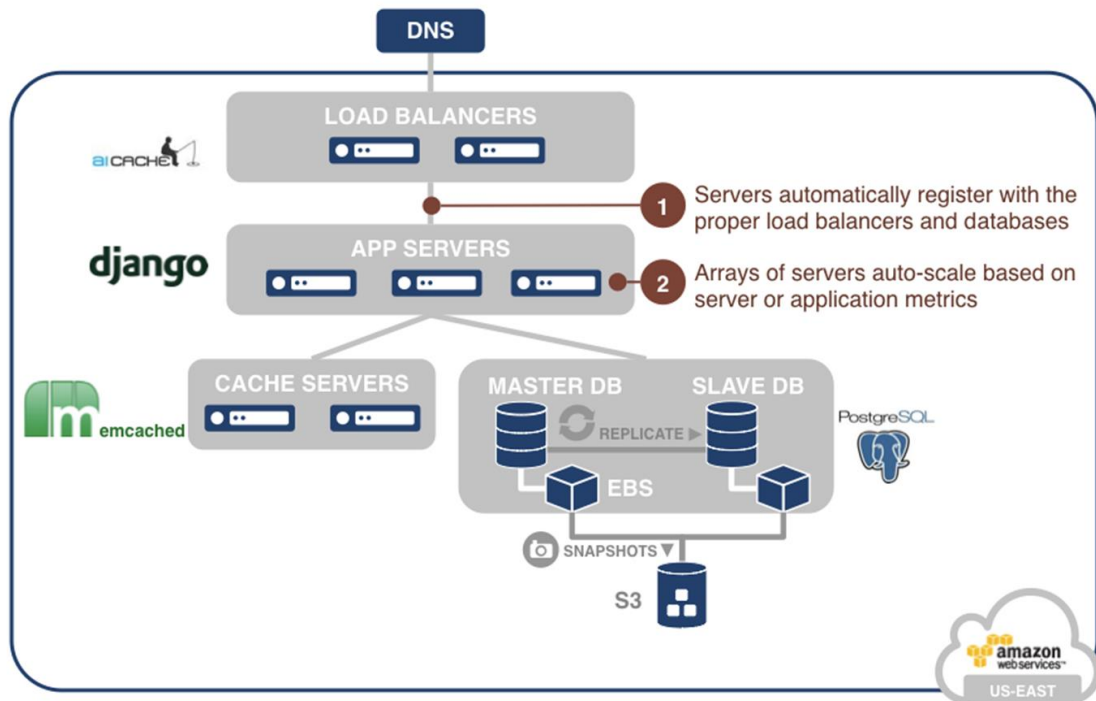 DNS
LOAD BALANCERS
aiCACHE
1
Servers automatically register with the
proper load balancers and databases
django
APP SERVERS
2
Arrays of servers auto-scale based on
server or application metrics
CACHE SERVERS
memcached
MASTER DB
SLAVE DB
REPLICATE
PostgreSQL
EBS
SNAPSHOTS
S3
amazon
web services™
US-EAST